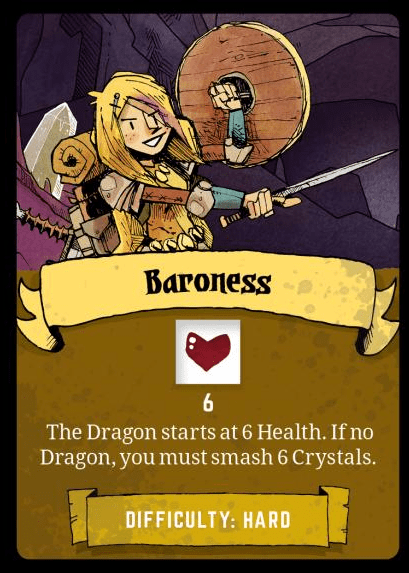 Baroness
6
The Dragon starts at 6 Health. If no
Dragon, you must smash 6 Crystals.
DIFFICULTY: HARD